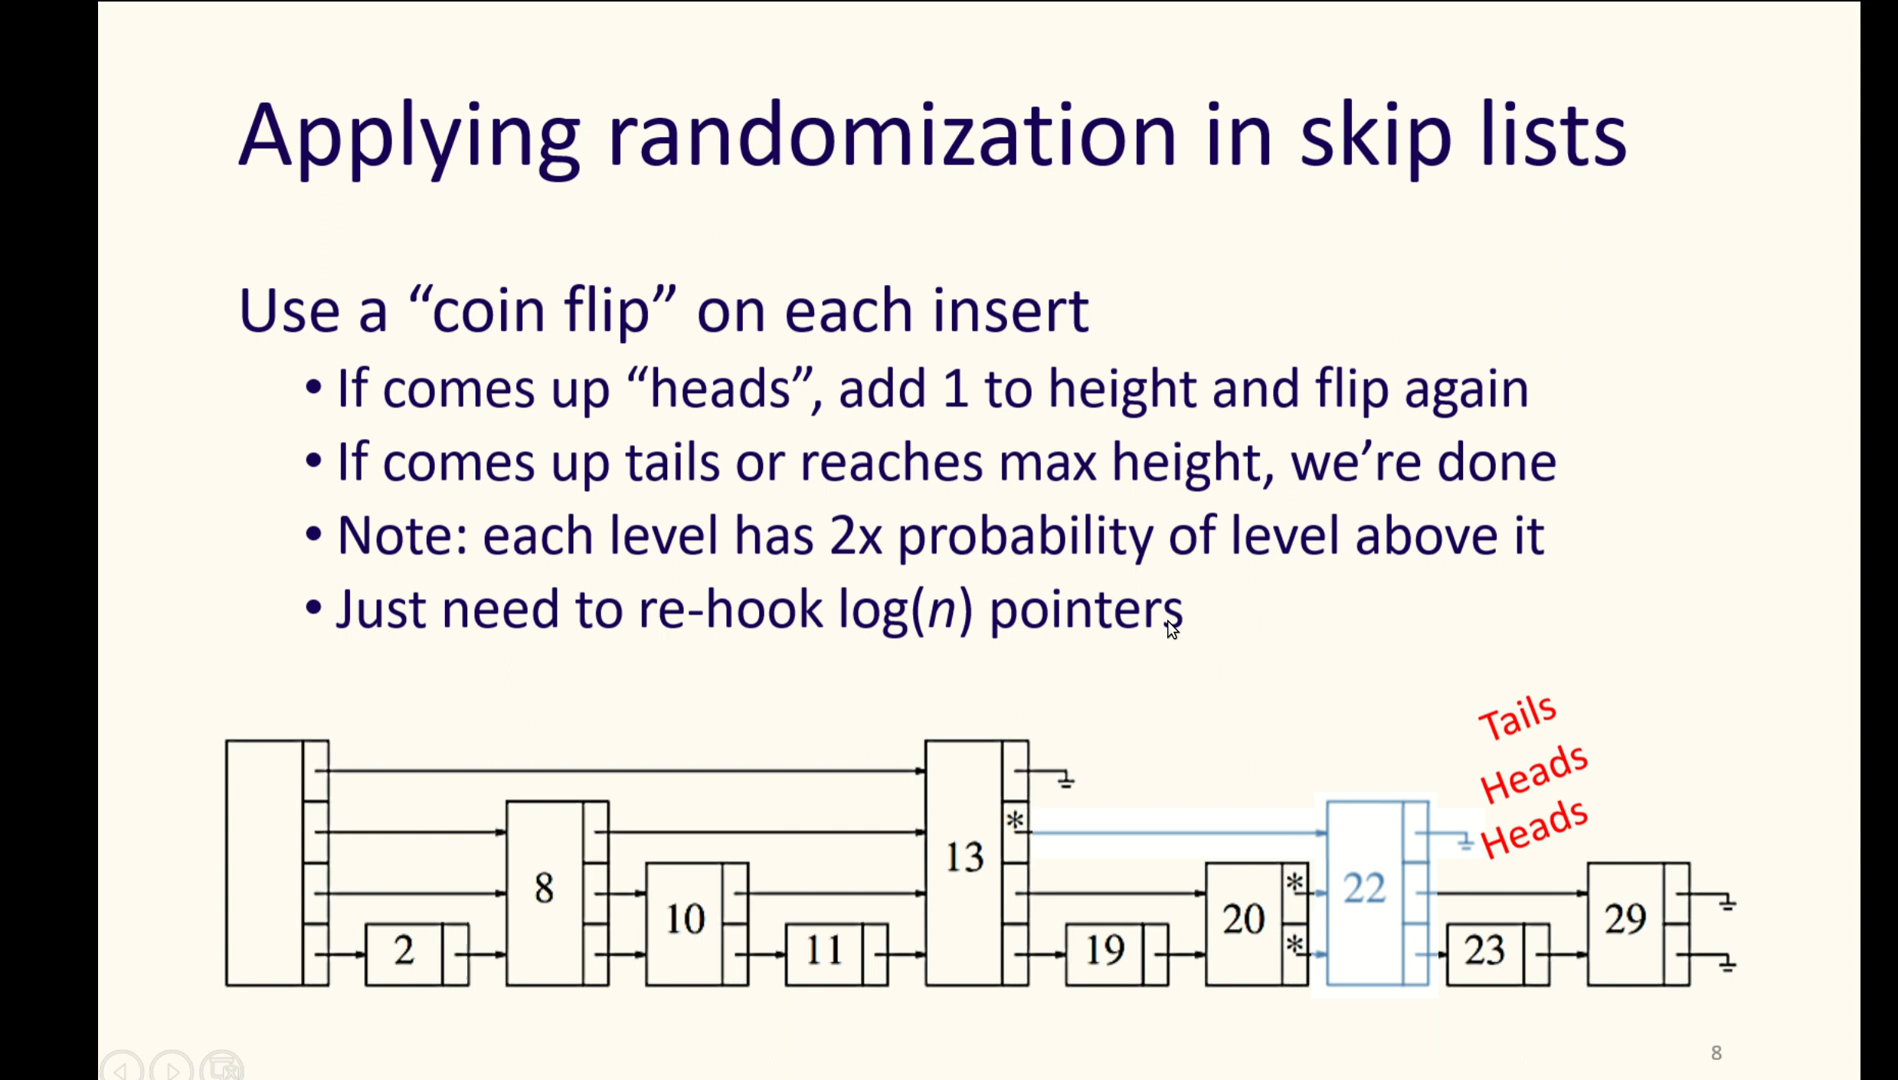 Applying randomization in skip lists
Use a “coin flip” on each insert
• If comes up “heads”, add 1 to height and flip again
• If comes up tails or reaches max height, we’re done
• Note: each level has 2x probability of level above it
• Just need to re-hook log(n) pointers
Tails
Heads
Heads
*
13
8
* 22
10
20
29
2
11
19
*
23
8